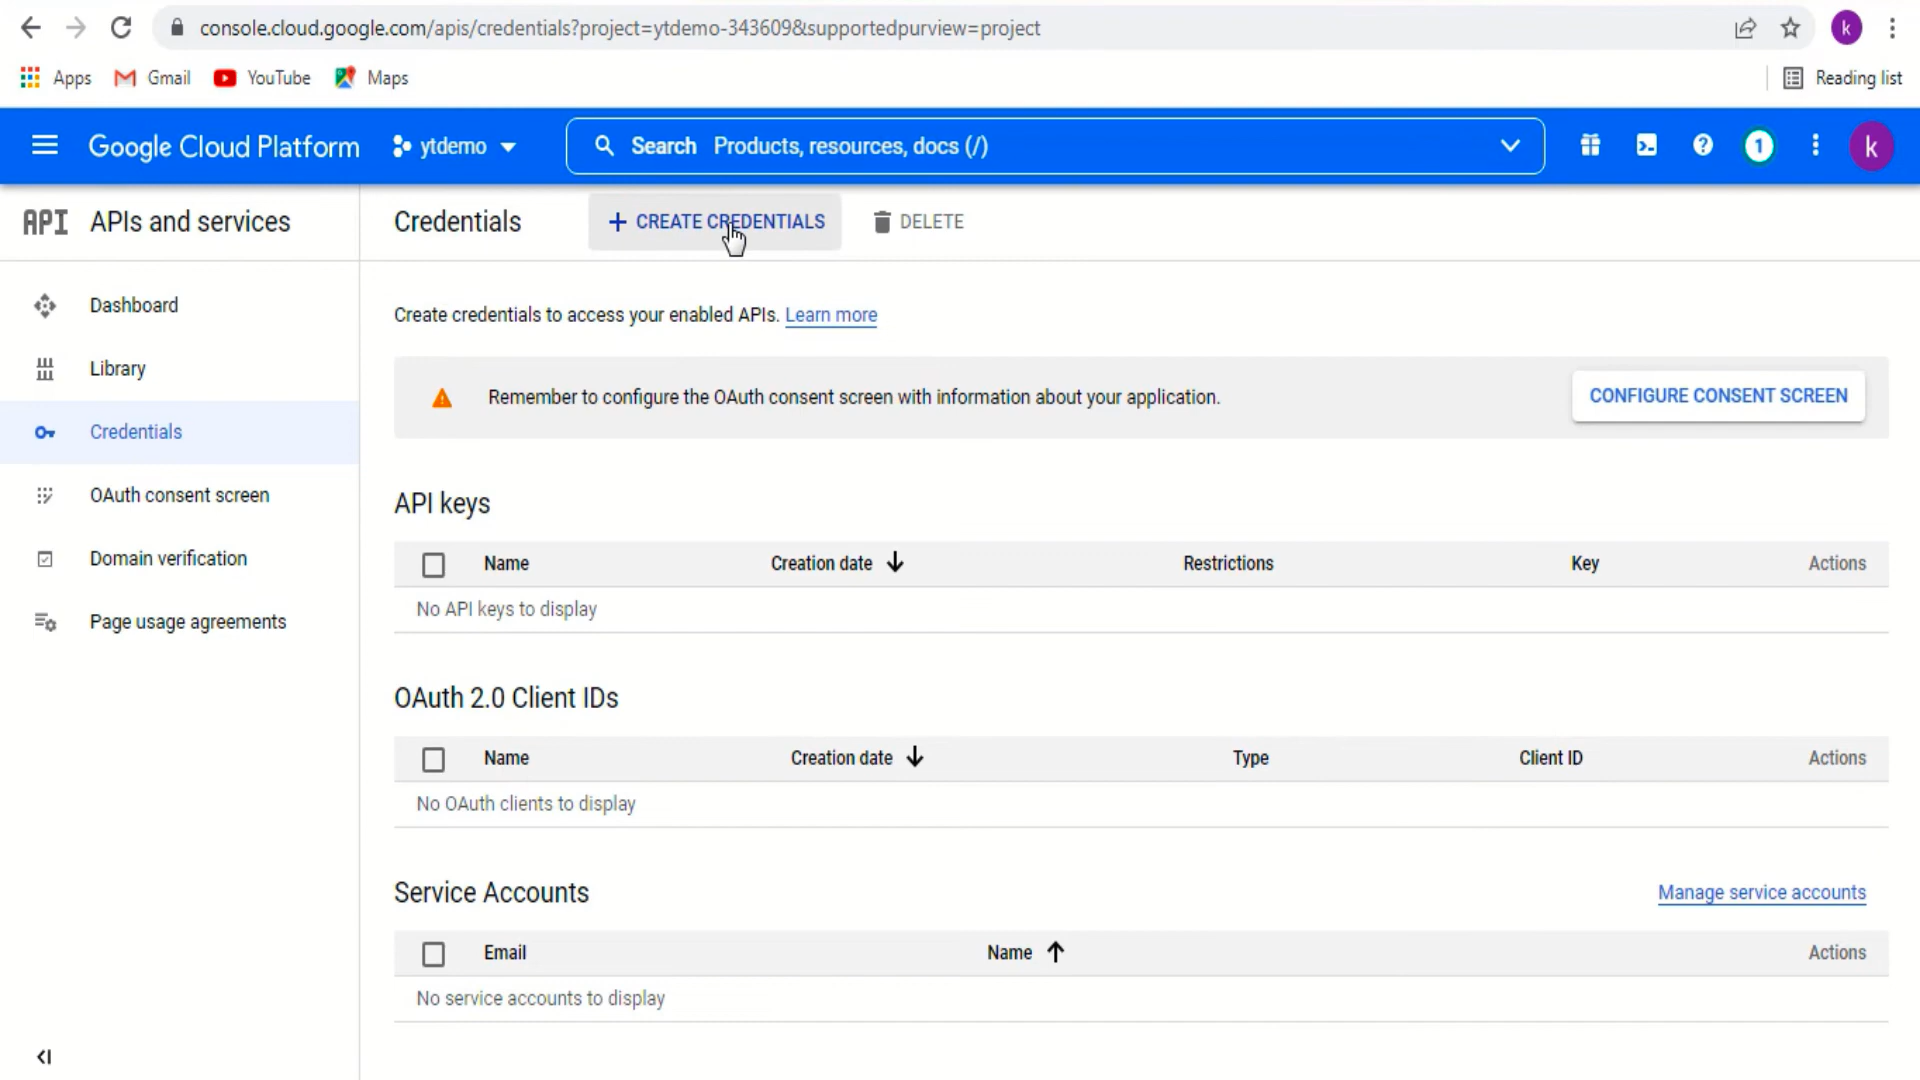 console.cloud.google.com/apis/credentials?project=ytdemo-343609&supportedpurview=project
k
Apps Gmail YouTube Maps Reading list
Google Cloud Platform ytdemo Search Products, resources, docs (/) 1 k
API APIs and services Credentials + CREATE CREDENTIALS DELETE
Dashboard
Create credentials to access your enabled APIs. Learn more
Library
Remember to configure the OAuth consent screen with information about your application. CONFIGURE CONSENT SCREEN
Credentials
OAuth consent screen
Domain verification
Page usage agreements
API keys
Name Creation date Restrictions Key Actions
No API keys to display
OAuth 2.0 Client IDs
Name Creation date Type Client ID Actions
No OAuth clients to display
Service Accounts Manage service accounts
Email Name Actions
No service accounts to display